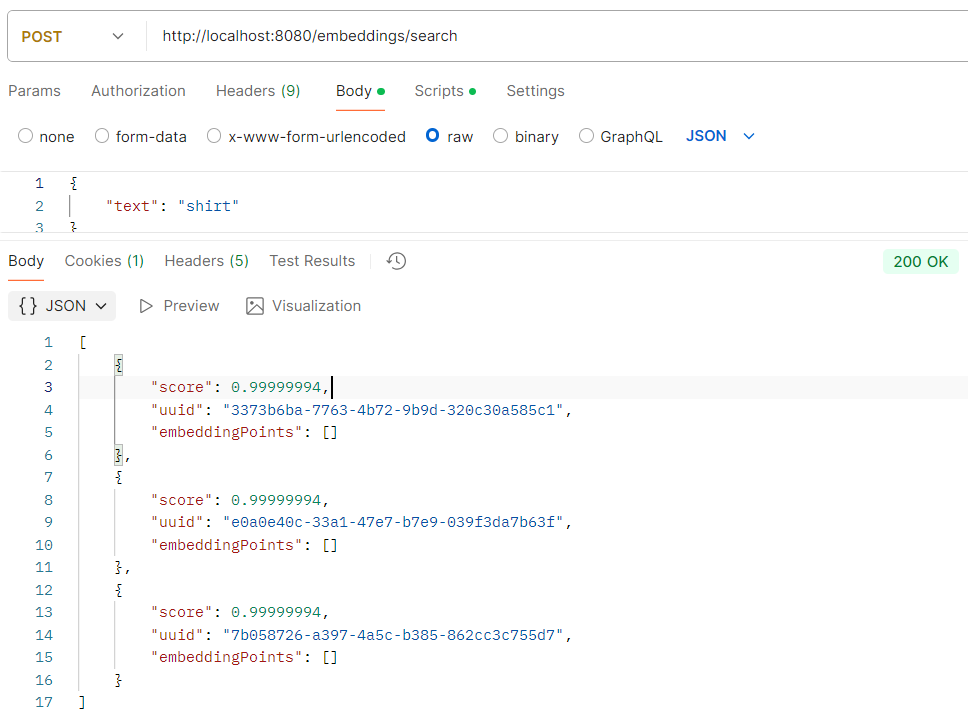 POST http://localhost:8080/embeddings/search
Params Authorization Headers (9) Body Scripts Settings
none form-data x-www-form-urlencoded raw binary GraphQL JSON
1 {
2 "text": "shirt"
3 }
Body Cookies (1) Headers (5) Test Results 200 OK
{} JSON Preview Visualization
1 [
2 {
3 "score": 0.99999994,
4 "uuid": "3373b6ba-7763-4b72-9b9d-320c30a585c1",
5 "embeddingPoints": []
6 },
7 {
8 "score": 0.99999994,
9 "uuid": "e0a0e40c-33a1-47e7-b7e9-039f3da7b63f",
10 "embeddingPoints": []
11 },
12 {
13 "score": 0.99999994,
14 "uuid": "7b058726-a397-4a5c-b385-862cc3c755d7",
15 "embeddingPoints": []
16 }
17 ]